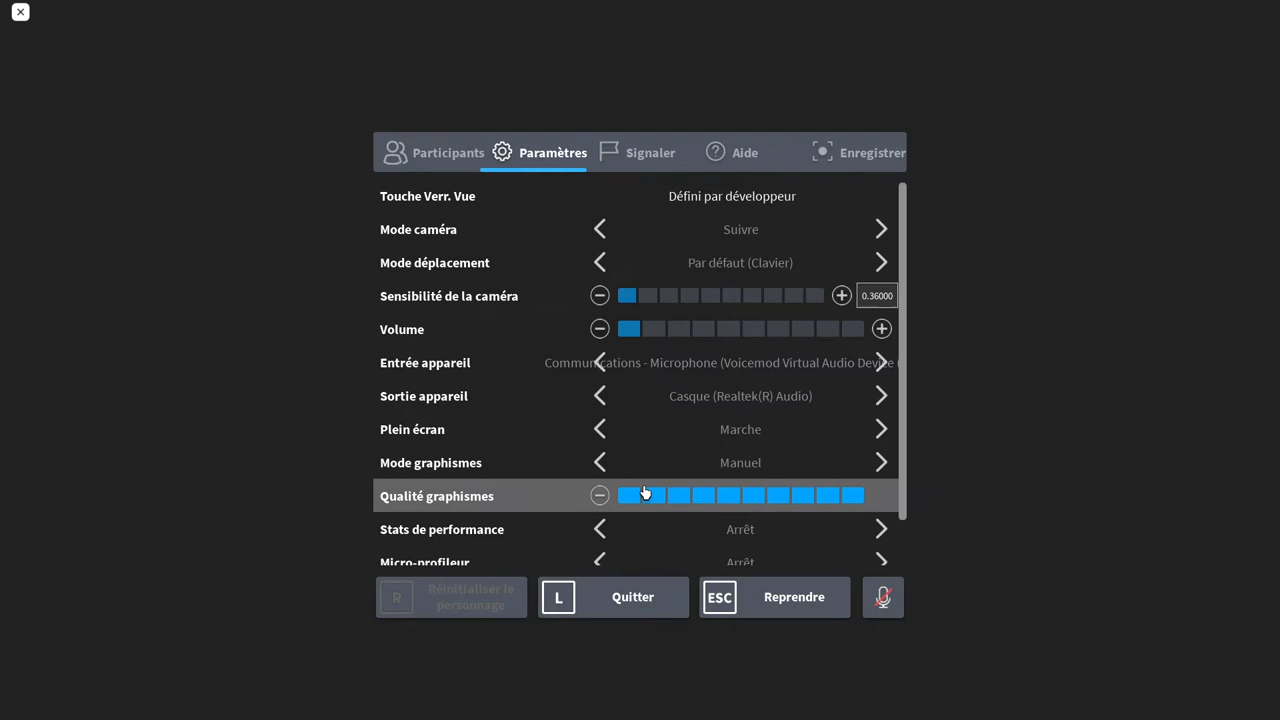 Participants Paramètres Signaler Aide Enregistrer
Touche Verr. Vue Défini par développeur
Mode caméra Suivre
Mode déplacement Par défaut (Clavier)
Sensibilité de la caméra 0.36000
Volume
Entrée appareil Communications - Microphone (Voicemod Virtual Audio Device (
Sortie appareil Casque (Realtek(R) Audio)
Plein écran Marche
Mode graphismes Manuel
Qualité graphismes
Stats de performance Arrêt
Micro-profileur Arrêt
R Réinitialiser le
personnage
L Quitter
ESC Reprendre